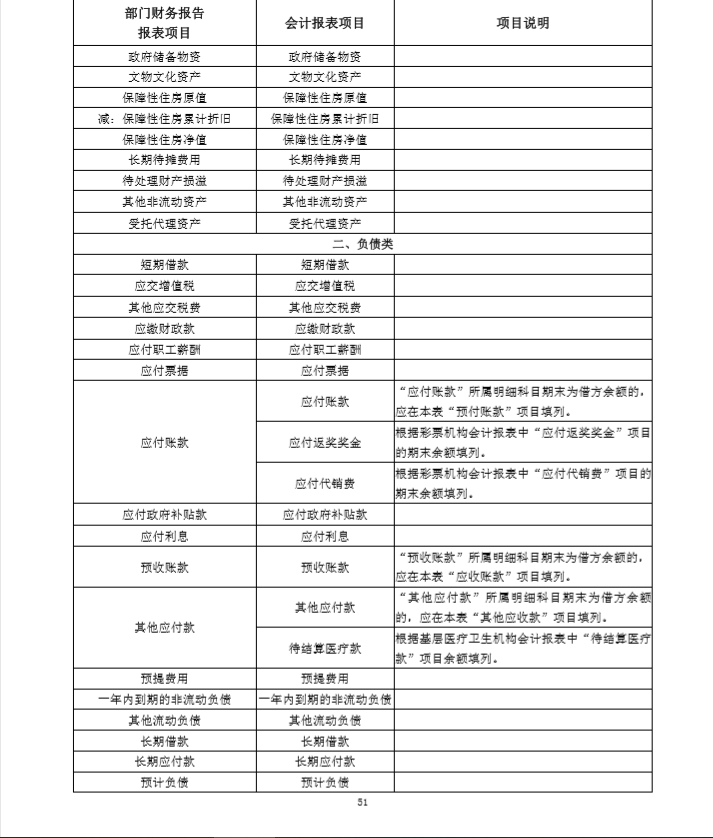 部门财务报告
报表项目
会计报表项目
项目说明
政府储备物资
政府储备物资
文物文化资产
文物文化资产
保障性住房原值
保障性住房原值
减：保障性住房累计折旧
保障性住房累计折旧
保障性住房净值
保障性住房净值
长期待摊费用
长期待摊费用
待处理财产损溢
待处理财产损溢
其他非流动资产
其他非流动资产
受托代理资产
受托代理资产
二、负债类
短期借款
短期借款
应交增值税
应交增值税
其他应交税费
其他应交税费
应缴财政款
应缴财政款
应付职工薪酬
应付职工薪酬
应付票据
应付票据
应付账款
应付账款
“应付账款”所属明细科目期末为借方余额的，
应在本表“预付账款”项目填列。
应付返奖奖金
根据彩票机构会计报表中“应付返奖奖金”项目
的期末余额填列。
应付代销费
根据彩票机构会计报表中“应付代销费”项目的
期末余额填列。
应付政府补贴款
应付政府补贴款
应付利息
应付利息
预收账款
预收账款
“预收账款”所属明细科目期末为借方余额的，
应在本表“应收账款”项目填列。
其他应付款
其他应付款
“其他应付款”所属明细科目期末为借方余额
的，应在本表“其他应收款”项目填列。
待结算医疗款
根据基层医疗卫生机构会计报表中“待结算医疗
款”项目余额填列。
预提费用
预提费用
一年内到期的非流动负债
一年内到期的非流动负债
其他流动负债
其他流动负债
长期借款
长期借款
长期应付款
长期应付款
预计负债
预计负债
51